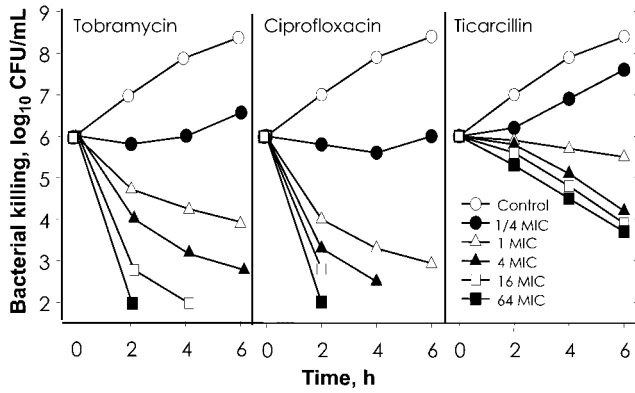 Tobramycin
Ciprofloxacin
Ticarcillin
Bacterial killing, log10 CFU/mL
9
8
7
6
5
4
3
2
Control
1/4 MIC
1 MIC
4 MIC
16 MIC
64 MIC
0 2 4 6 0 2 4 6 0 2 4 6
Time, h